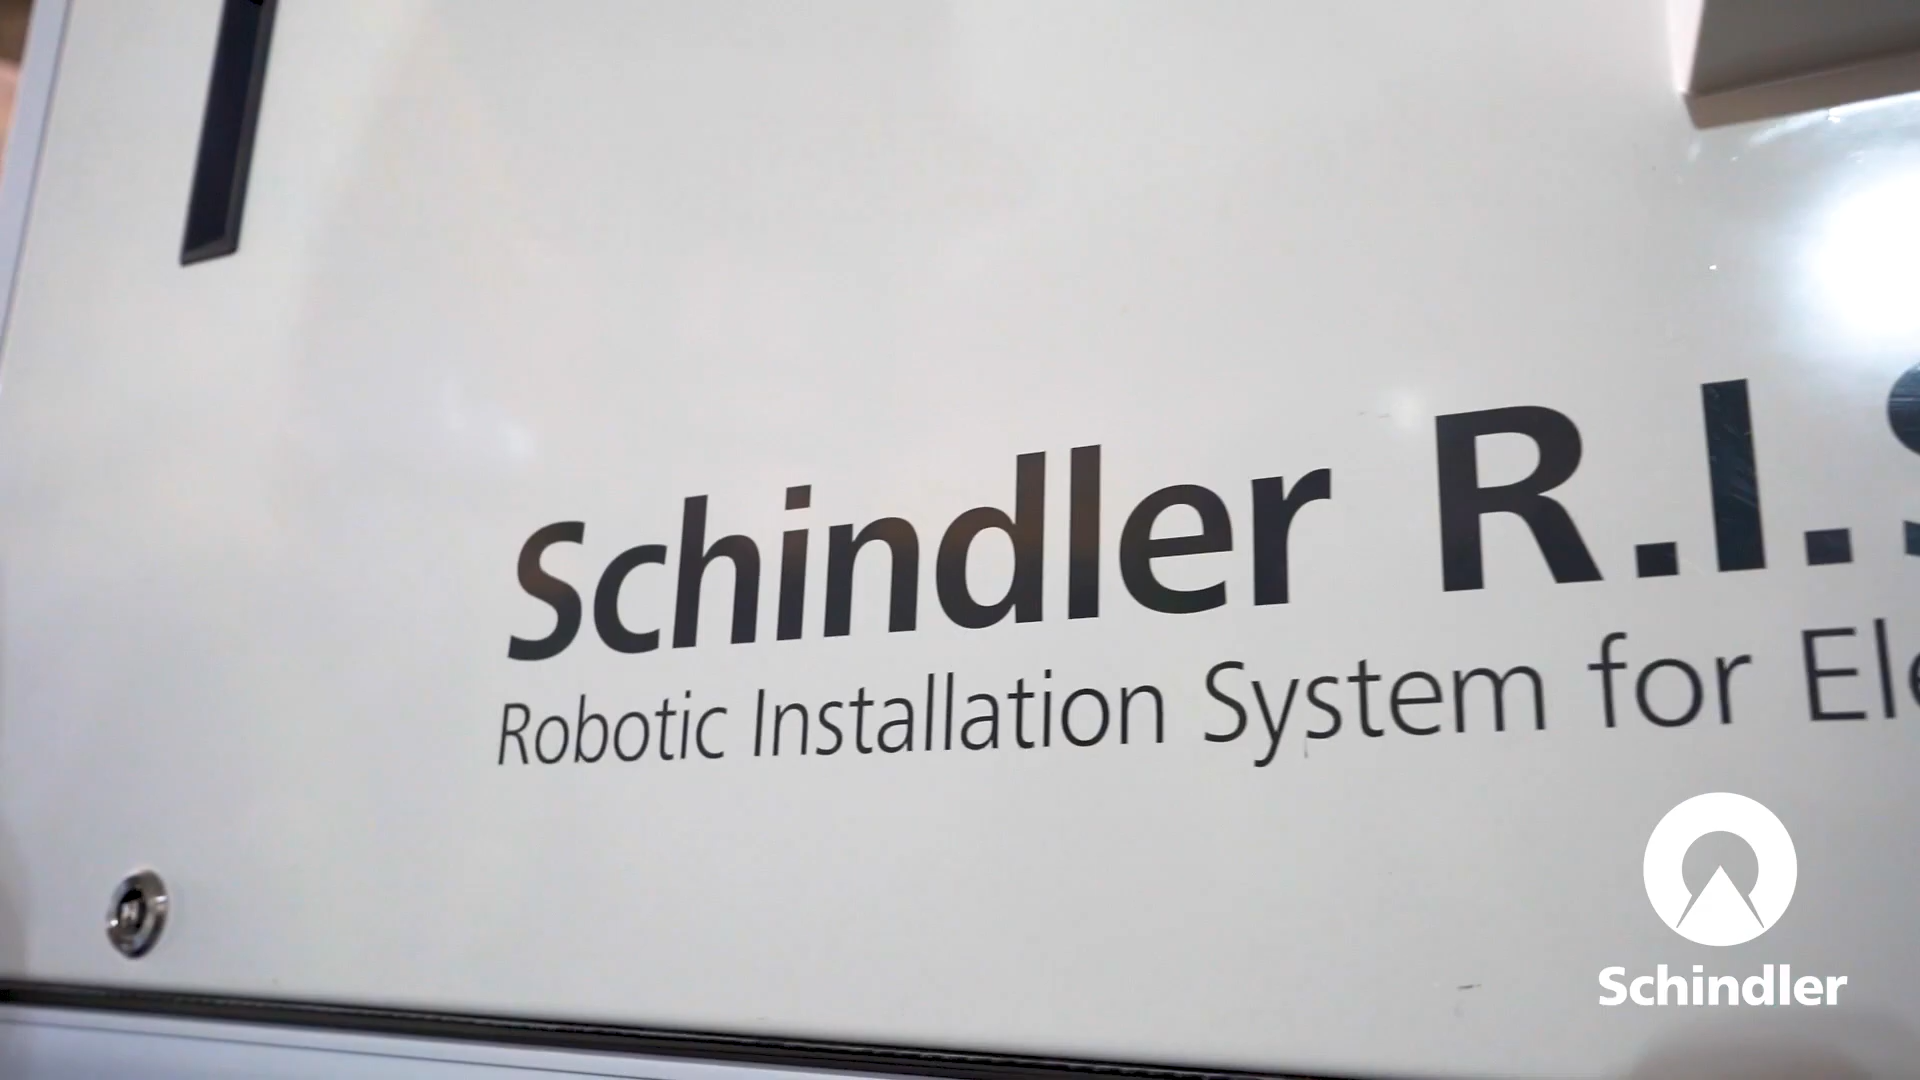 Schindler R.I.
Robotic Installation System for
Schindler